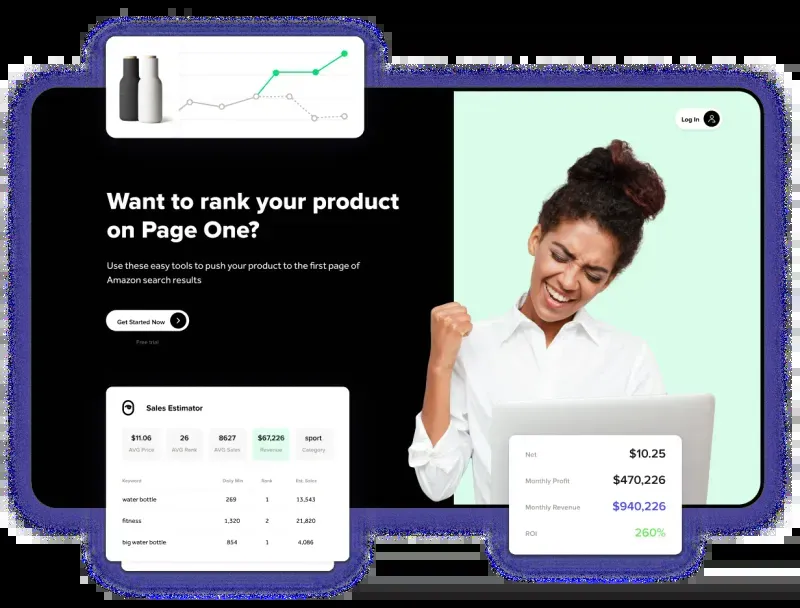 Log In
Want to rank your product
on Page One?
Use these easy tools to push your product to the first page of
Amazon search results
Get Started Now
Free trial
Sales Estimator
$11.06 26 8627 $67,226 sport
AVG Price AVG Rank AVG Sales Revenue Category
Keyword Daily Min Rank Est. Sales
water bottle 269 1 13,543
fitness 1,320 2 21,820
big water bottle 854 1 4,086
Net $10.25
Monthly Profit $470,226
Monthly Revenue $940,226
ROI 260%